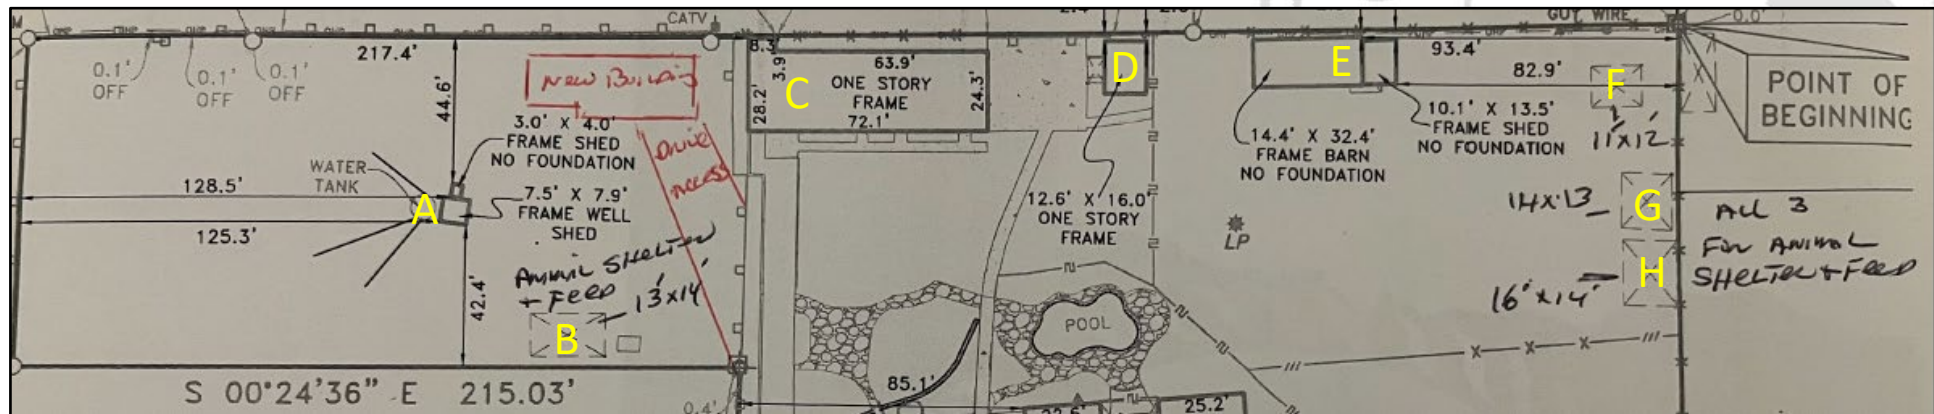 CATV
GUY WIRE
0.0'
217.4'
8.3'
93.4'
0.1'
OFF
0.1'
OFF
0.1'
OFF
44.6'
New Building
3.9'
63.9'
C
ONE STORY
FRAME
28.2'
24.3'
72.1'
D
E
82.9'
F
POINT OF
BEGINNING
3.0' X 4.0'
FRAME SHED
NO FOUNDATION
10.1' X 13.5'
FRAME SHED
NO FOUNDATION
11'x12'
14.4' X 32.4'
FRAME BARN
NO FOUNDATION
Drive
Access
WATER
TANK
128.5'
A
7.5' X 7.9'
FRAME WELL
SHED
125.3'
12.6' X 16.0'
ONE STORY
FRAME
LP
14x13
G
ALL 3
For Animal
Shelter + Feed
Animal Shelter
+ Feed
13'x14'
16'x14'
H
42.4'
B
POOL
S 00°24'36" E 215.03'
85.1'
0.4'
25.2'